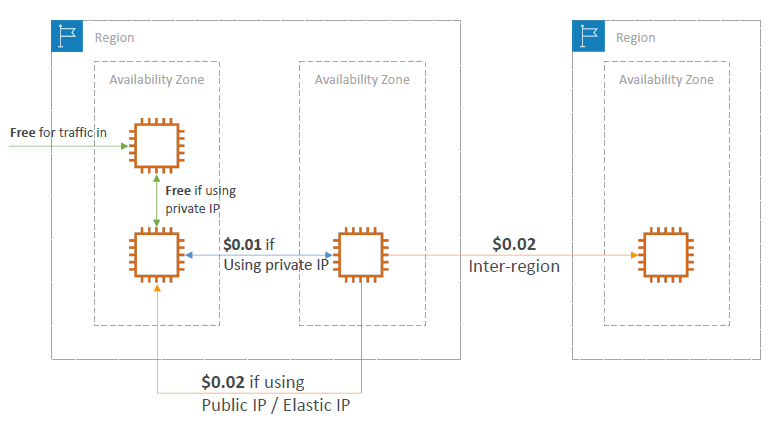 Region
Region
Availability Zone
Availability Zone
Availability Zone
Free for traffic in
Free if using
private IP
$0.01 if
Using private IP
$0.02
Inter-region
$0.02 if using
Public IP / Elastic IP